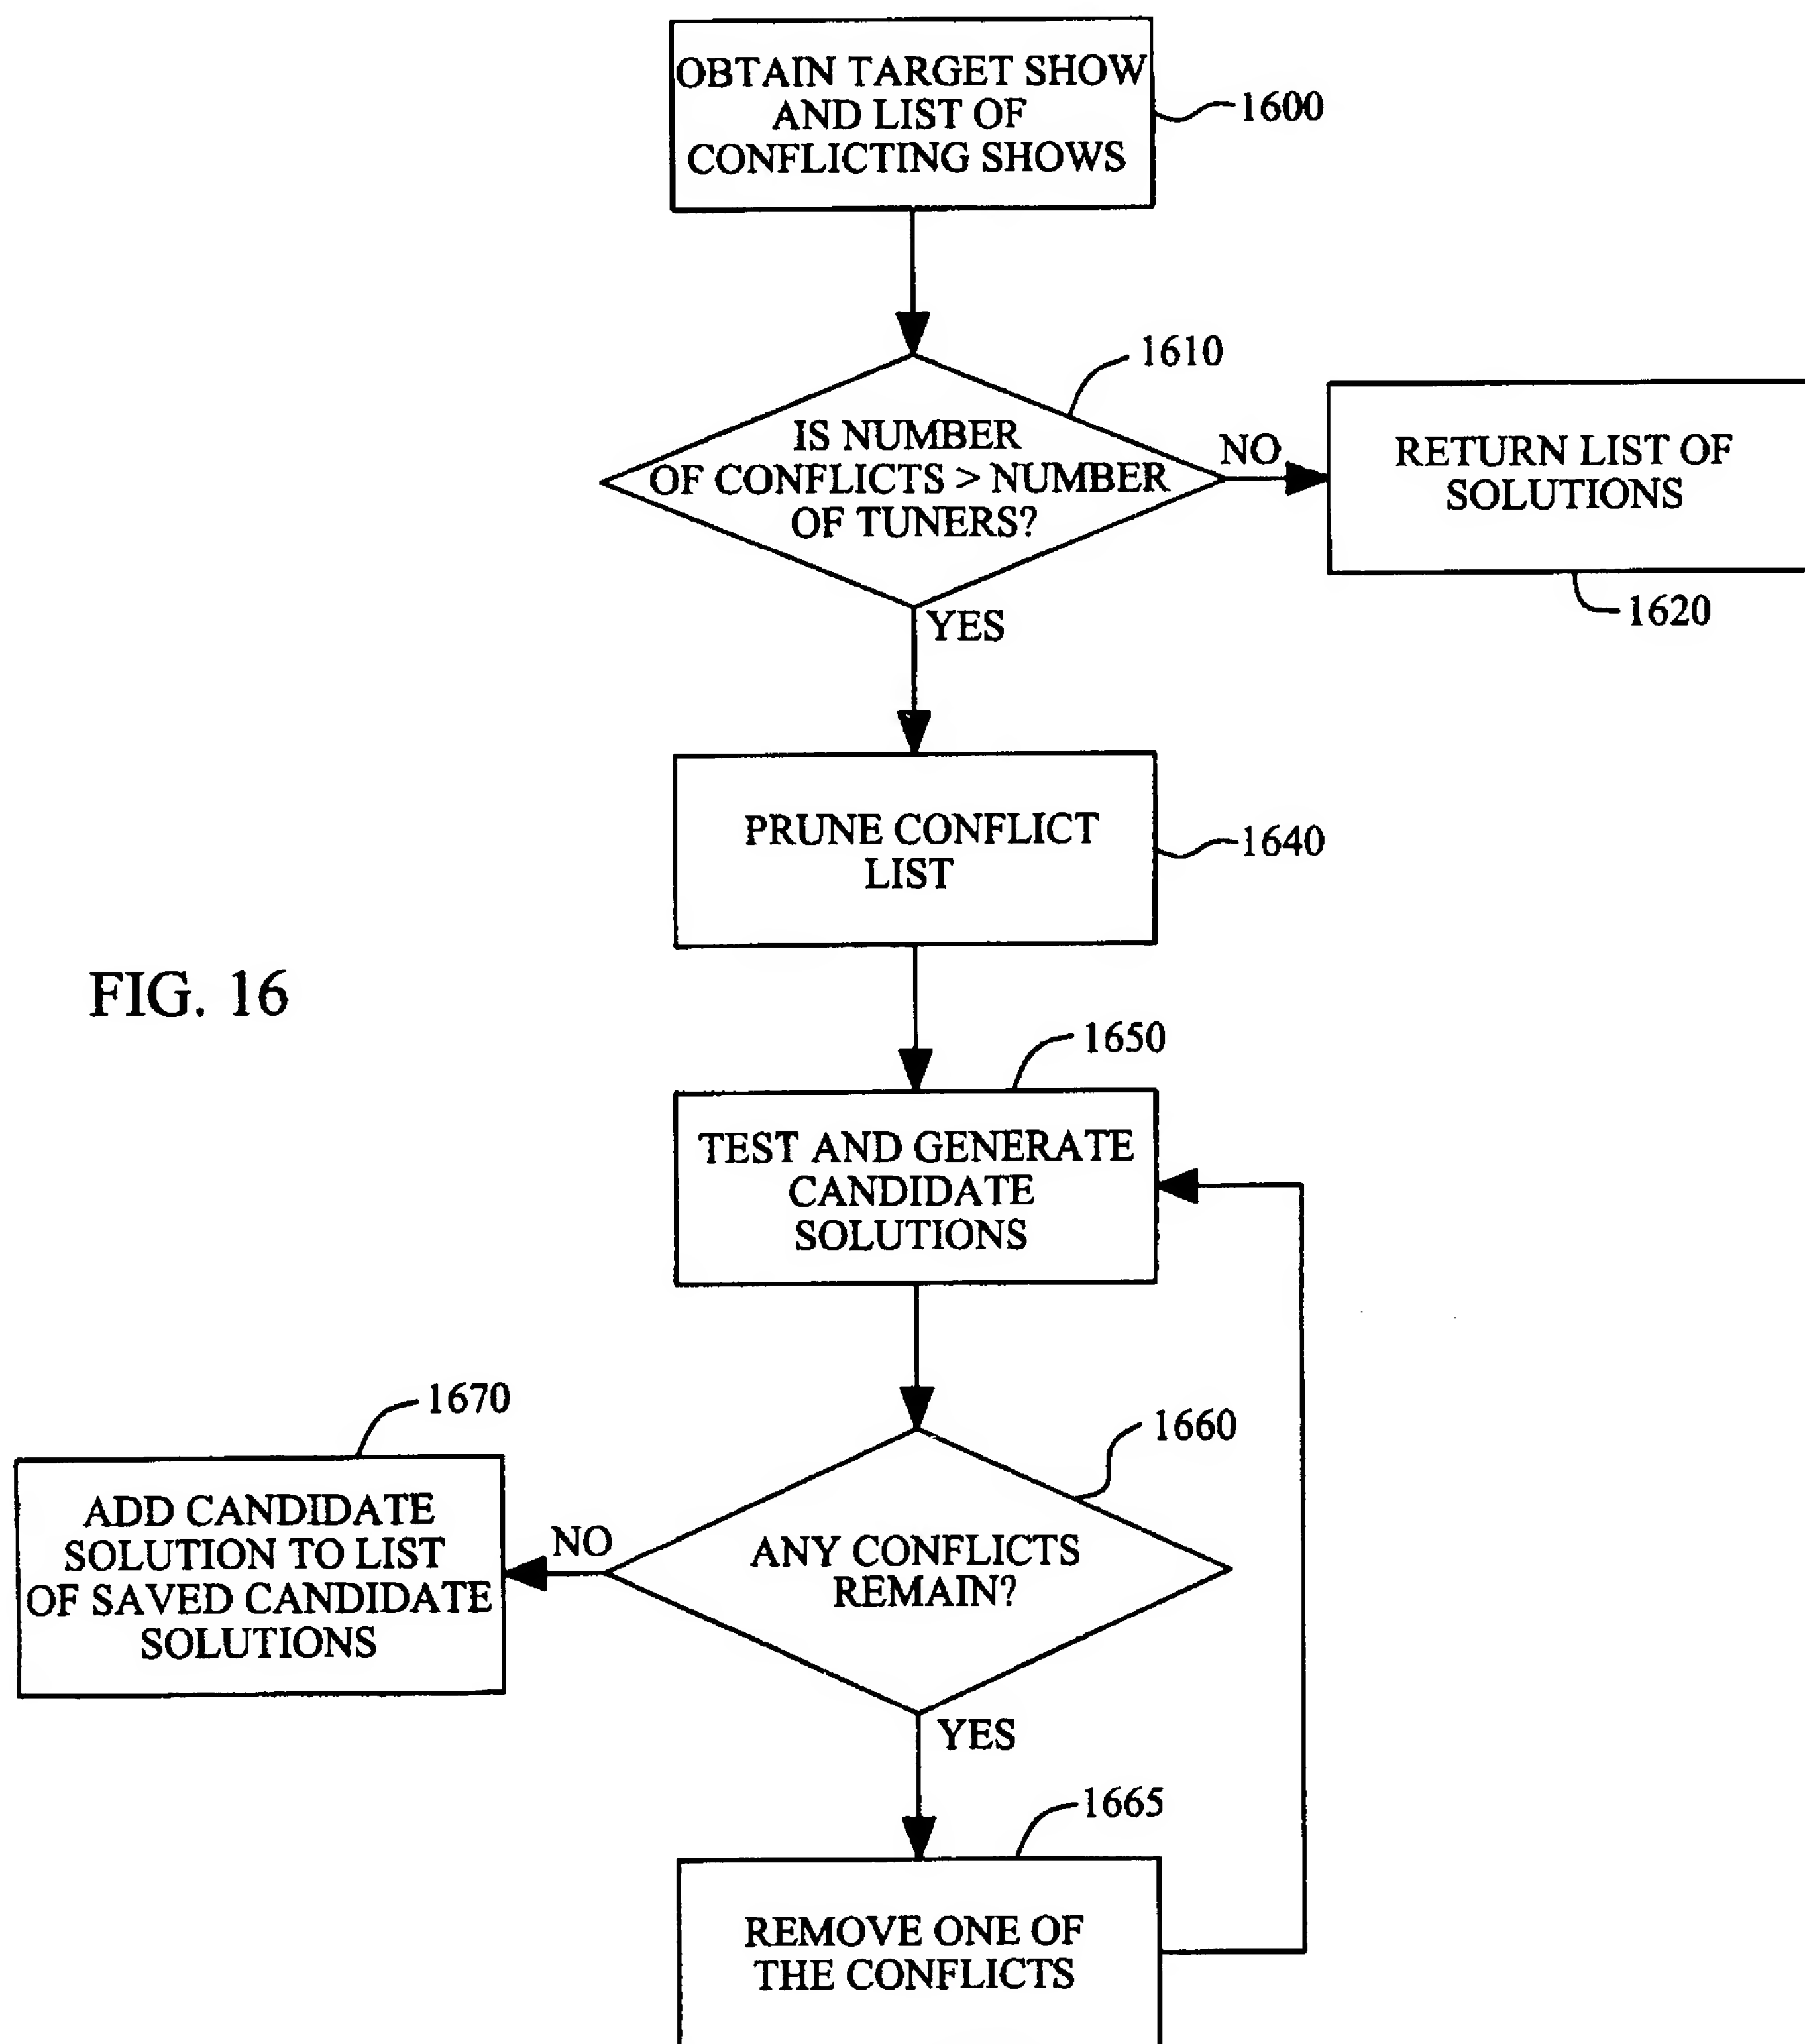 OBTAIN TARGET SHOW
AND LIST OF
CONFLICTING SHOWS
1600
1610
IS NUMBER
OF CONFLICTS > NUMBER
OF TUNERS?
NO
RETURN LIST OF
SOLUTIONS
1620
YES
PRUNE CONFLICT
LIST
1640
FIG. 16
1650
TEST AND GENERATE
CANDIDATE
SOLUTIONS
1670
1660
ADD CANDIDATE
SOLUTION TO LIST
OF SAVED CANDIDATE
SOLUTIONS
NO
ANY CONFLICTS
REMAIN?
YES
1665
REMOVE ONE OF
THE CONFLICTS